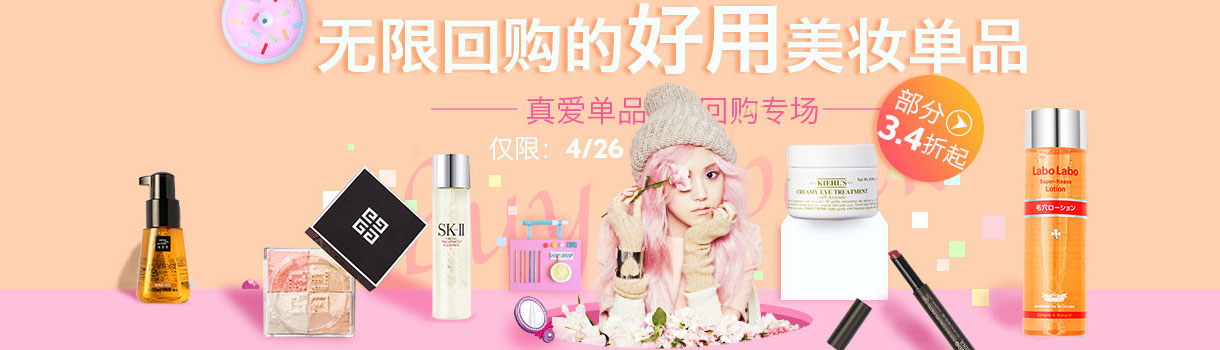 无限回购的好用美妆单品
真爱单品 回购专场
仅限：4/26
部分
3.4折起
SK-II
KIEHL'S
CREAMY EYE TREATMENT
Labo Labo
Super-Keana
Lotion
毛穴ローション